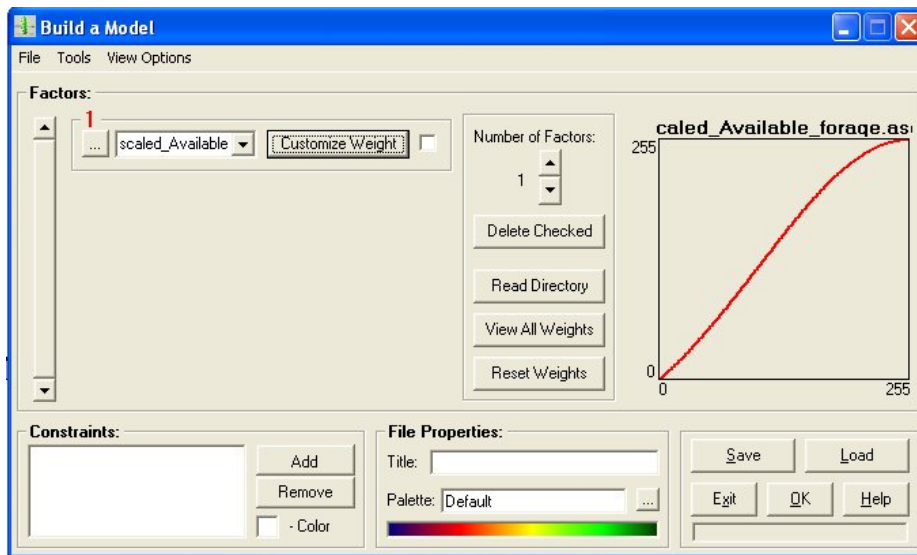 Build a Model
File Tools View Options
Factors:
1
... scaled_Available Customize Weight
Number of Factors:
1
Delete Checked
Read Directory
View All Weights
Reset Weights
caled_Available_forage.as
255
0
0 255
Constraints:
Add
Remove
- Color
File Properties:
Title:
Palette: Default ...
Save Load
Exit OK Help